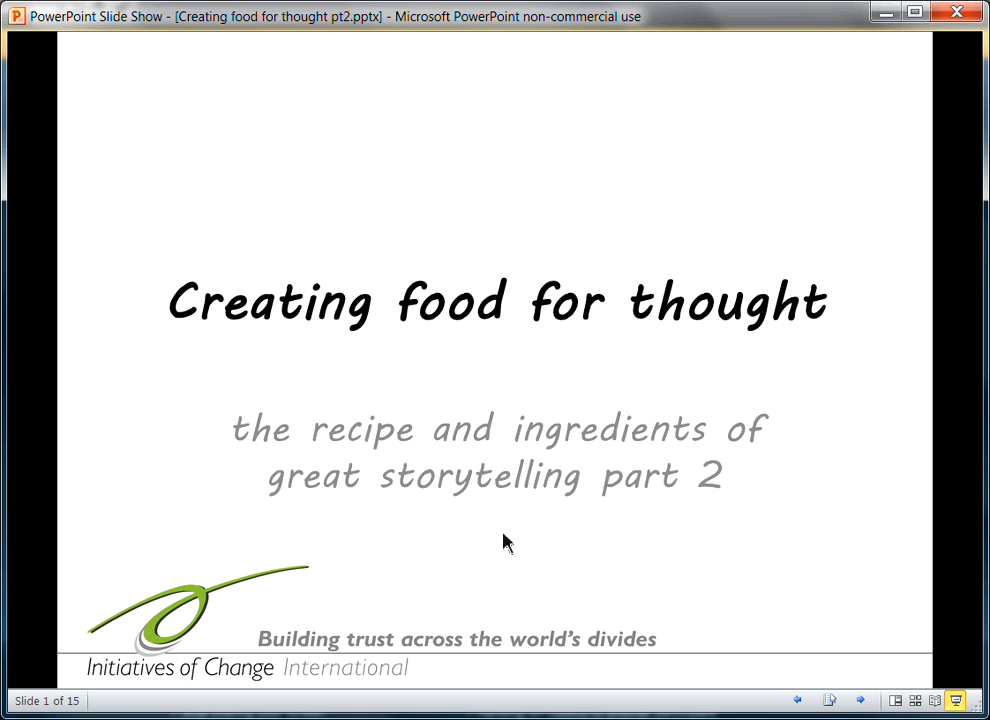 PowerPoint Slide Show - [Creating food for thought pt2.pptx] - Microsoft PowerPoint non-commercial use
Creating food for thought
the recipe and ingredients of
great storytelling part 2
Building trust across the world's divides
Initiatives of Change International
Slide 1 of 15